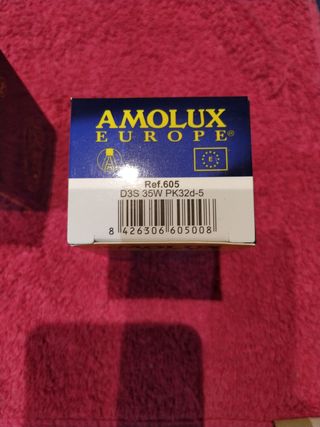 AMOLUX
EUROPE®
E
Ref.605
D3S 35W PK32d-5
8 426306 605008